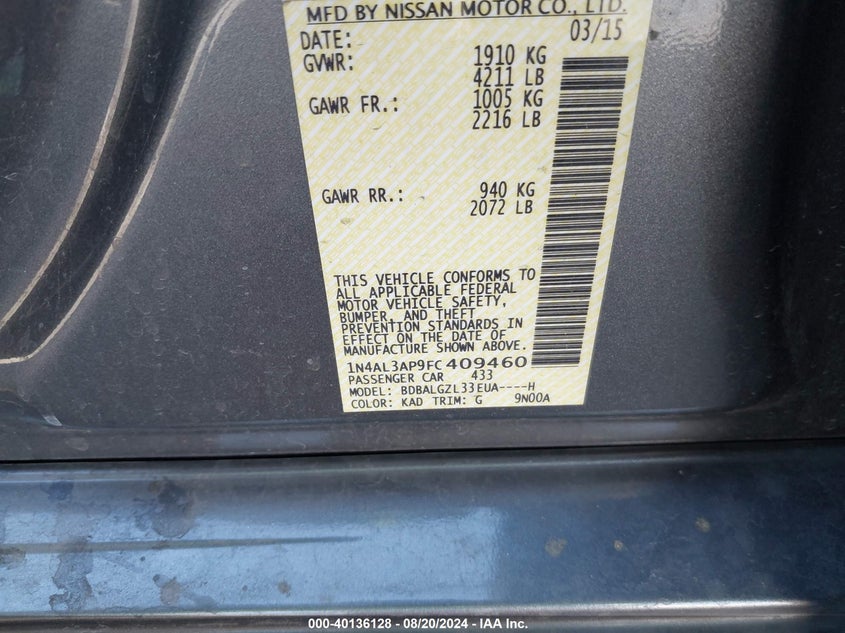 MFD BY NISSAN MOTOR CO., LTD.
DATE: 03/15
GVWR: 1910 KG
4211 LB
GAWR FR.: 1005 KG
2216 LB
GAWR RR.: 940 KG
2072 LB
THIS VEHICLE CONFORMS TO
ALL APPLICABLE FEDERAL
MOTOR VEHICLE SAFETY,
BUMPER, AND THEFT
PREVENTION STANDARDS IN
EFFECT ON THE DATE OF
MANUFACTURE SHOWN ABOVE.
1N4AL3AP9FC409460
PASSENGER CAR 433
MODEL: BDBALGZL33EUA----H
COLOR: KAD TRIM: G 9N00A
000-40136128 - 08/20/2024 - IAA Inc.